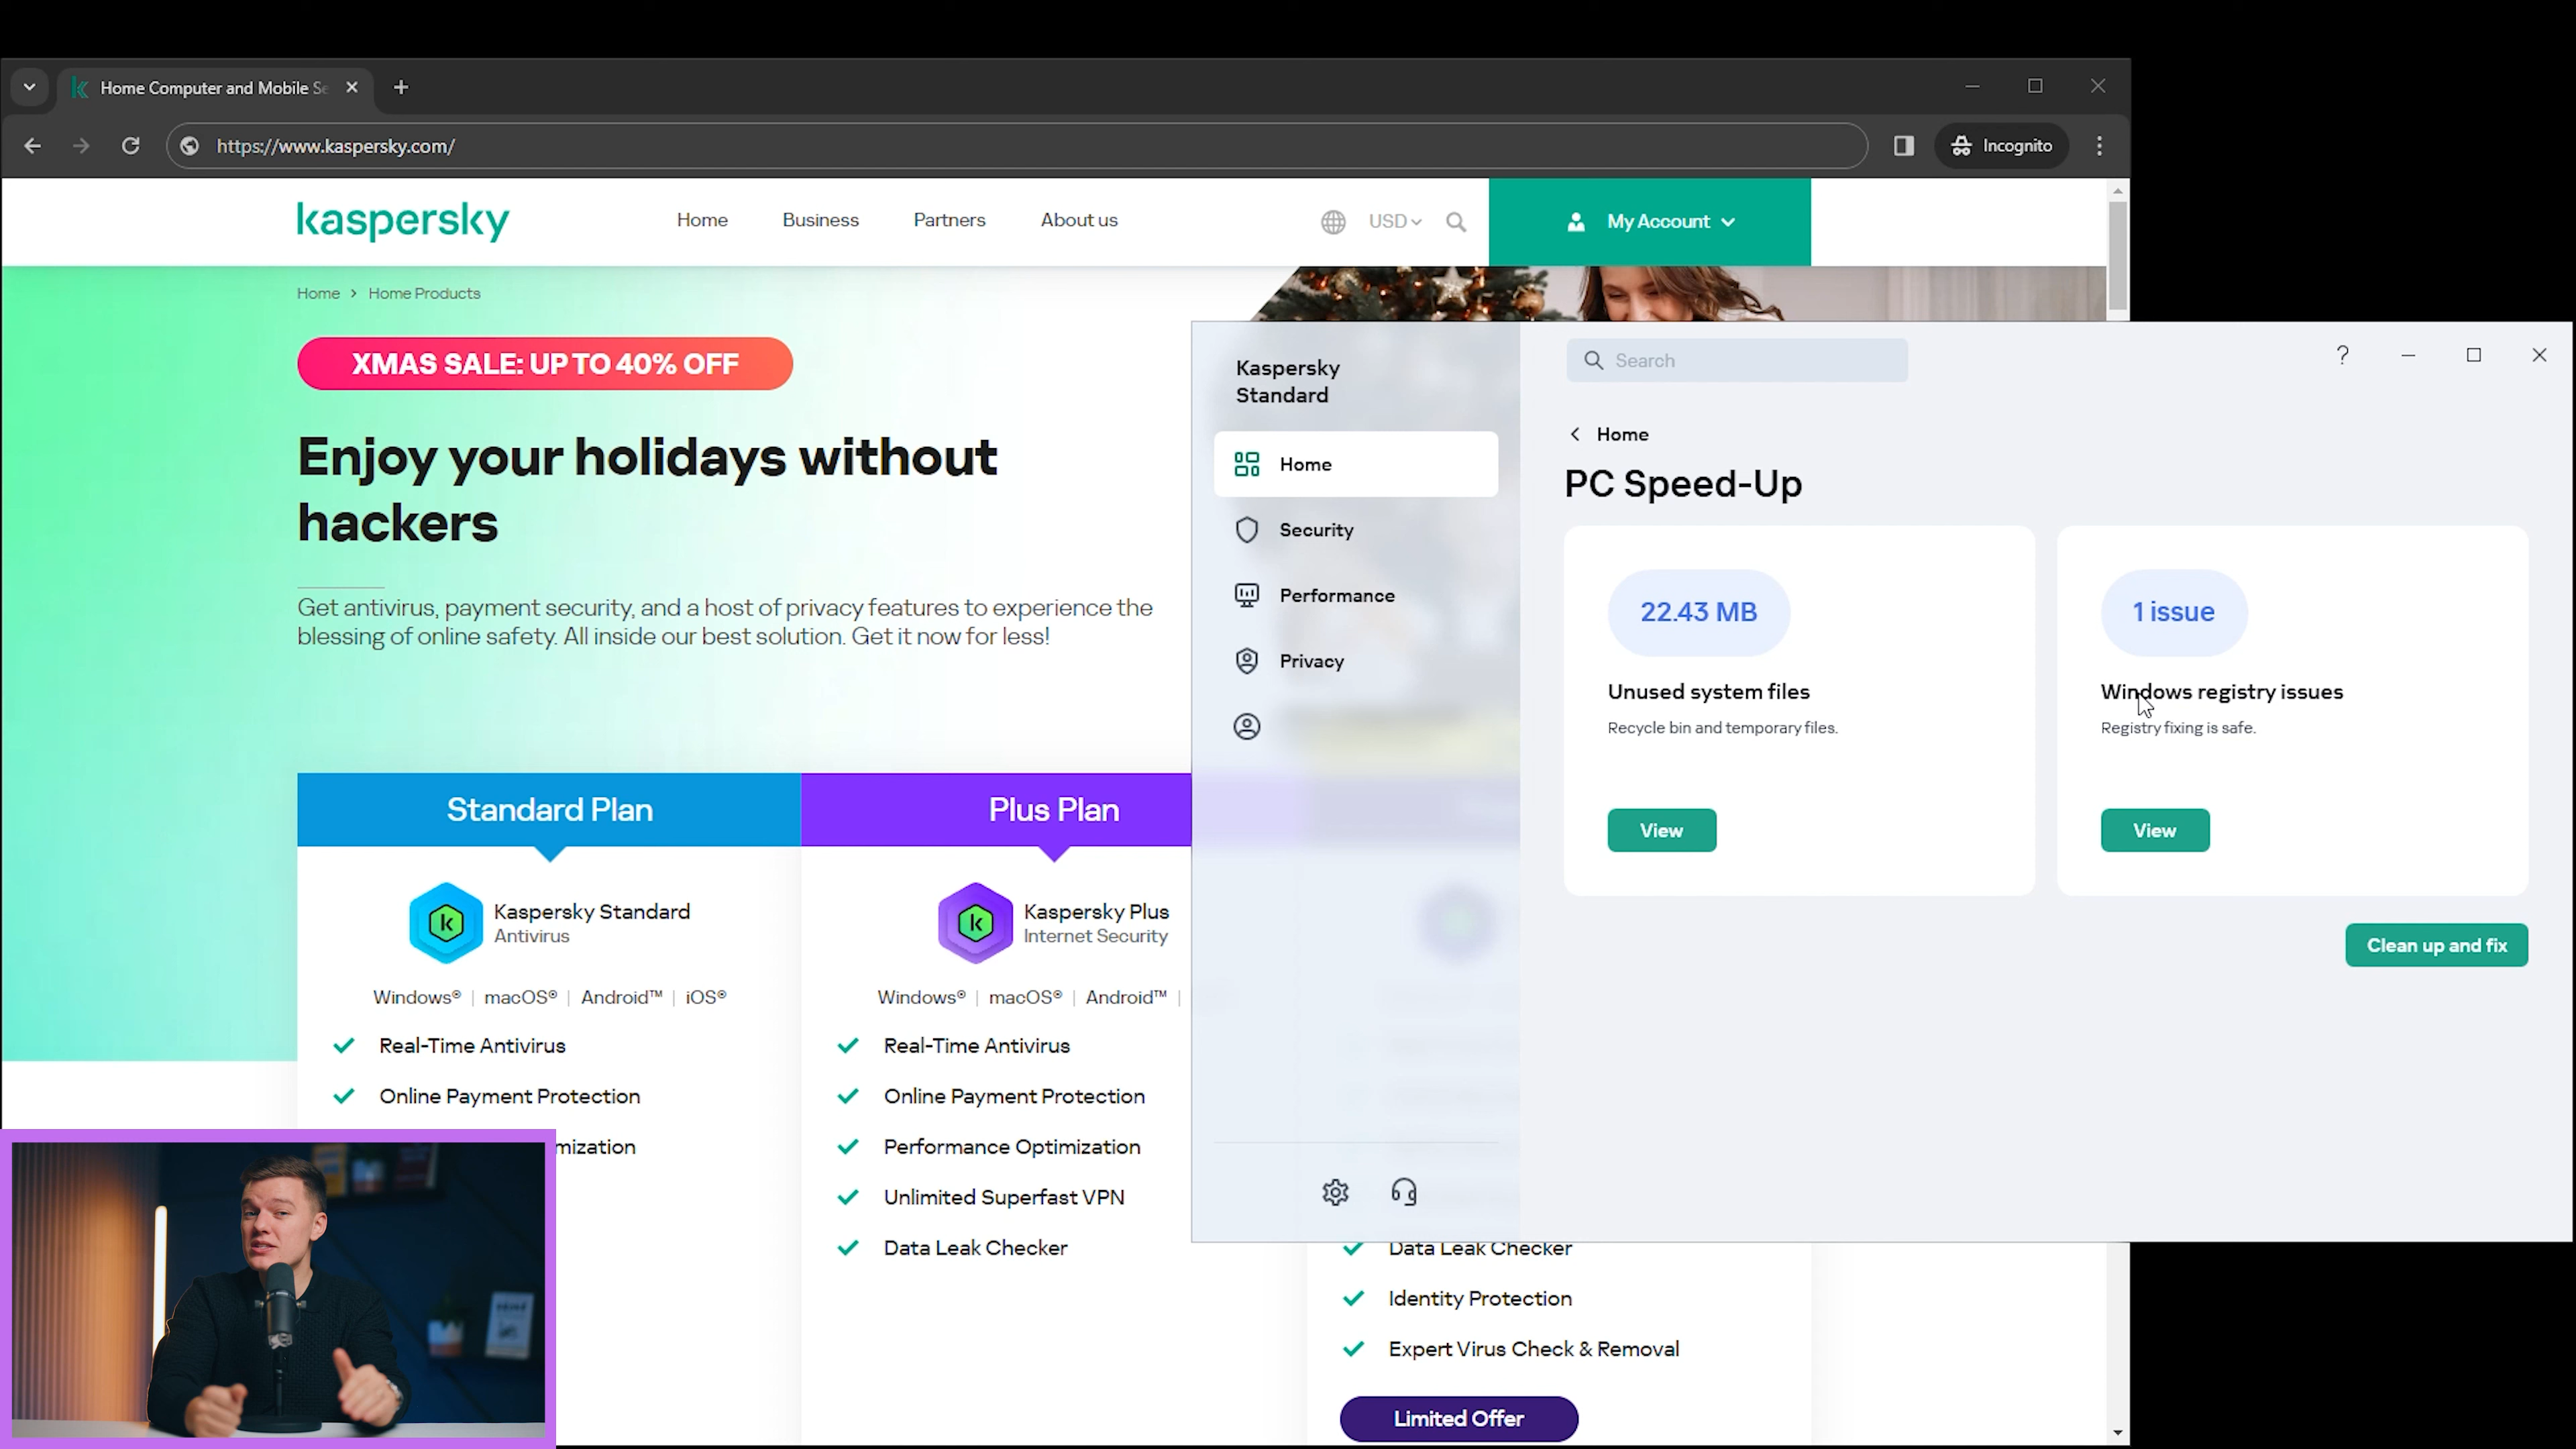 Home Computer and Mobile Se
https://www.kaspersky.com/
Incognito
kaspersky
Home
Business
Partners
About us
USD
My Account
Home > Home Products
XMAS SALE: UP TO 40% OFF
Enjoy your holidays without
hackers
Get antivirus, payment security, and a host of privacy features to experience the
blessing of online safety. All inside our best solution. Get it now for less!
Standard Plan
Kaspersky Standard
Antivirus
Windows® | macOS® | Android™ | iOS®
Real-Time Antivirus
Online Payment Protection
mization
Plus Plan
Kaspersky Plus
Internet Security
Windows® | macOS® | Android™ |
Real-Time Antivirus
Online Payment Protection
Performance Optimization
Unlimited Superfast VPN
Data Leak Checker
Data Leak Checker
Identity Protection
Expert Virus Check & Removal
Limited Offer
Kaspersky
Standard
Home
Security
Performance
Privacy
Search
?
Home
PC Speed-Up
22.43 MB
Unused system files
Recycle bin and temporary files.
View
1 issue
Windows registry issues
Registry fixing is safe.
View
Clean up and fix